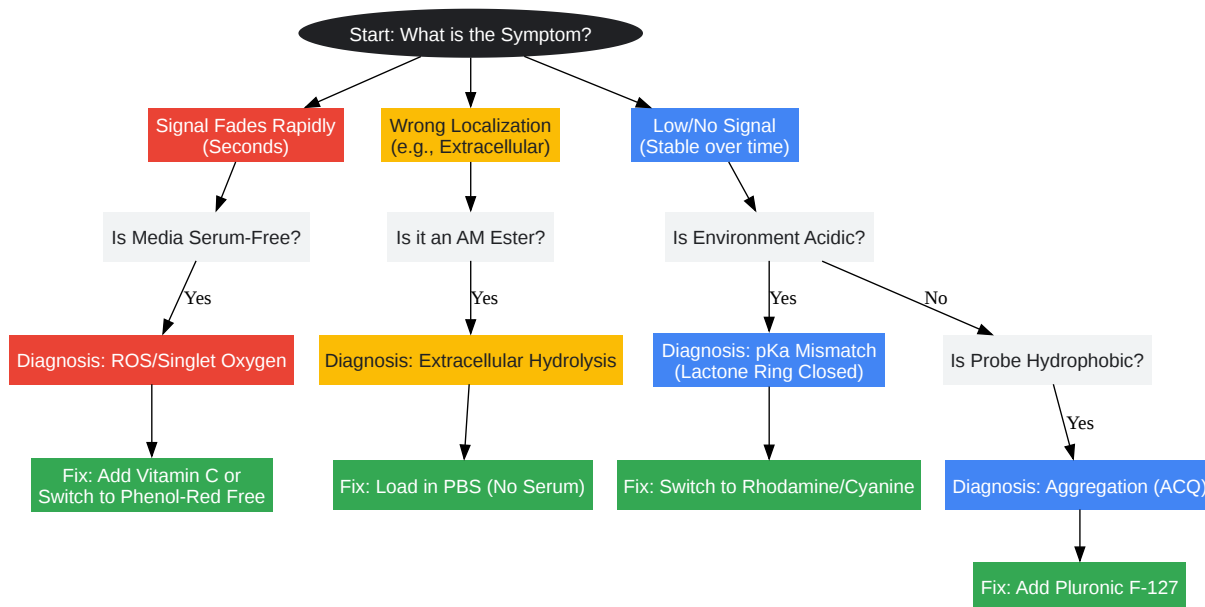 Start: What is the Symptom?
Signal Fades Rapidly
(Seconds)
Wrong Localization
(e.g., Extracellular)
Low/No Signal
(Stable over time)
Is Media Serum-Free?
Is it an AM Ester?
Is Environment Acidic?
Yes
Yes
Yes
No
Diagnosis: ROS/Singlet Oxygen
Diagnosis: Extracellular Hydrolysis
Diagnosis: pKa Mismatch
(Lactone Ring Closed)
Is Probe Hydrophobic?
Yes
Fix: Add Vitamin C or
Switch to Phenol-Red Free
Fix: Load in PBS (No Serum)
Fix: Switch to Rhodamine/Cyanine
Diagnosis: Aggregation (ACQ)
Fix: Add Pluronic F-127